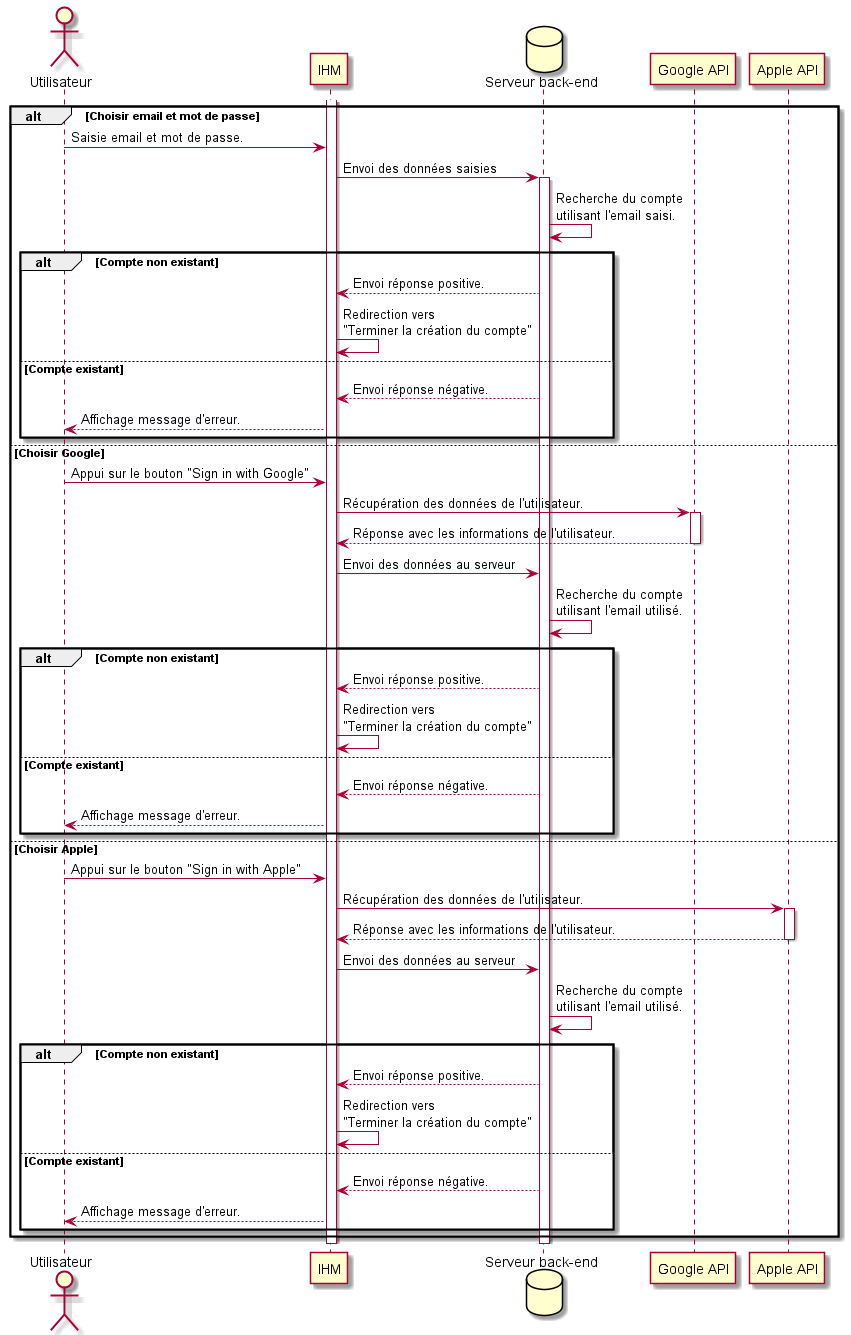 Utilisateur
IHM
Serveur back-end
Google API
Apple API
alt [Choisir email et mot de passe]
Saisie email et mot de passe.
Envoi des données saisies
Recherche du compte
utilisant l'email saisi.
alt [Compte non existant]
Envoi réponse positive.
Redirection vers
"Terminer la création du compte"
[Compte existant]
Envoi réponse négative.
Affichage message d'erreur.
[Choisir Google]
Appui sur le bouton "Sign in with Google"
Récupération des données de l'utilisateur.
Réponse avec les informations de l'utilisateur.
Envoi des données au serveur
Recherche du compte
utilisant l'email utilisé.
alt [Compte non existant]
Envoi réponse positive.
Redirection vers
"Terminer la création du compte"
[Compte existant]
Envoi réponse négative.
Affichage message d'erreur.
[Choisir Apple]
Appui sur le bouton "Sign in with Apple"
Récupération des données de l'utilisateur.
Réponse avec les informations de l'utilisateur.
Envoi des données au serveur
Recherche du compte
utilisant l'email utilisé.
alt [Compte non existant]
Envoi réponse positive.
Redirection vers
"Terminer la création du compte"
[Compte existant]
Envoi réponse négative.
Affichage message d'erreur.
Utilisateur
IHM
Serveur back-end
Google API
Apple API